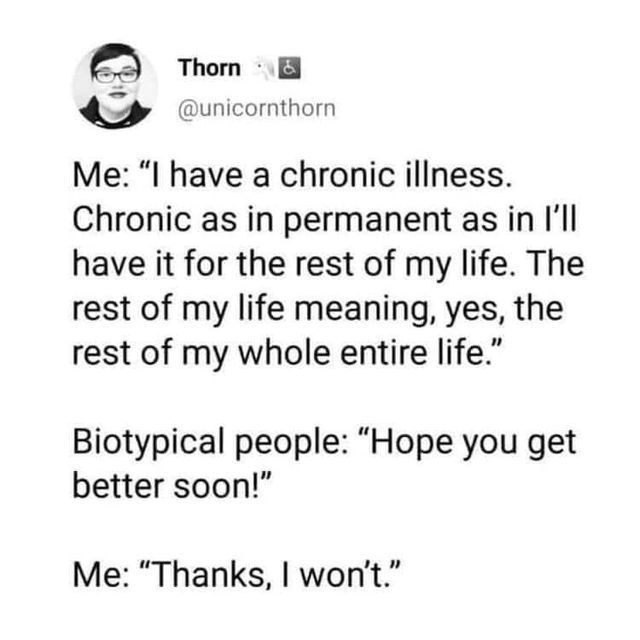 Thorn
@unicornthorn
Me: “I have a chronic illness.
Chronic as in permanent as in I’ll
have it for the rest of my life. The
rest of my life meaning, yes, the
rest of my whole entire life.”
Biotypical people: “Hope you get
better soon!”
Me: “Thanks, I won’t.”